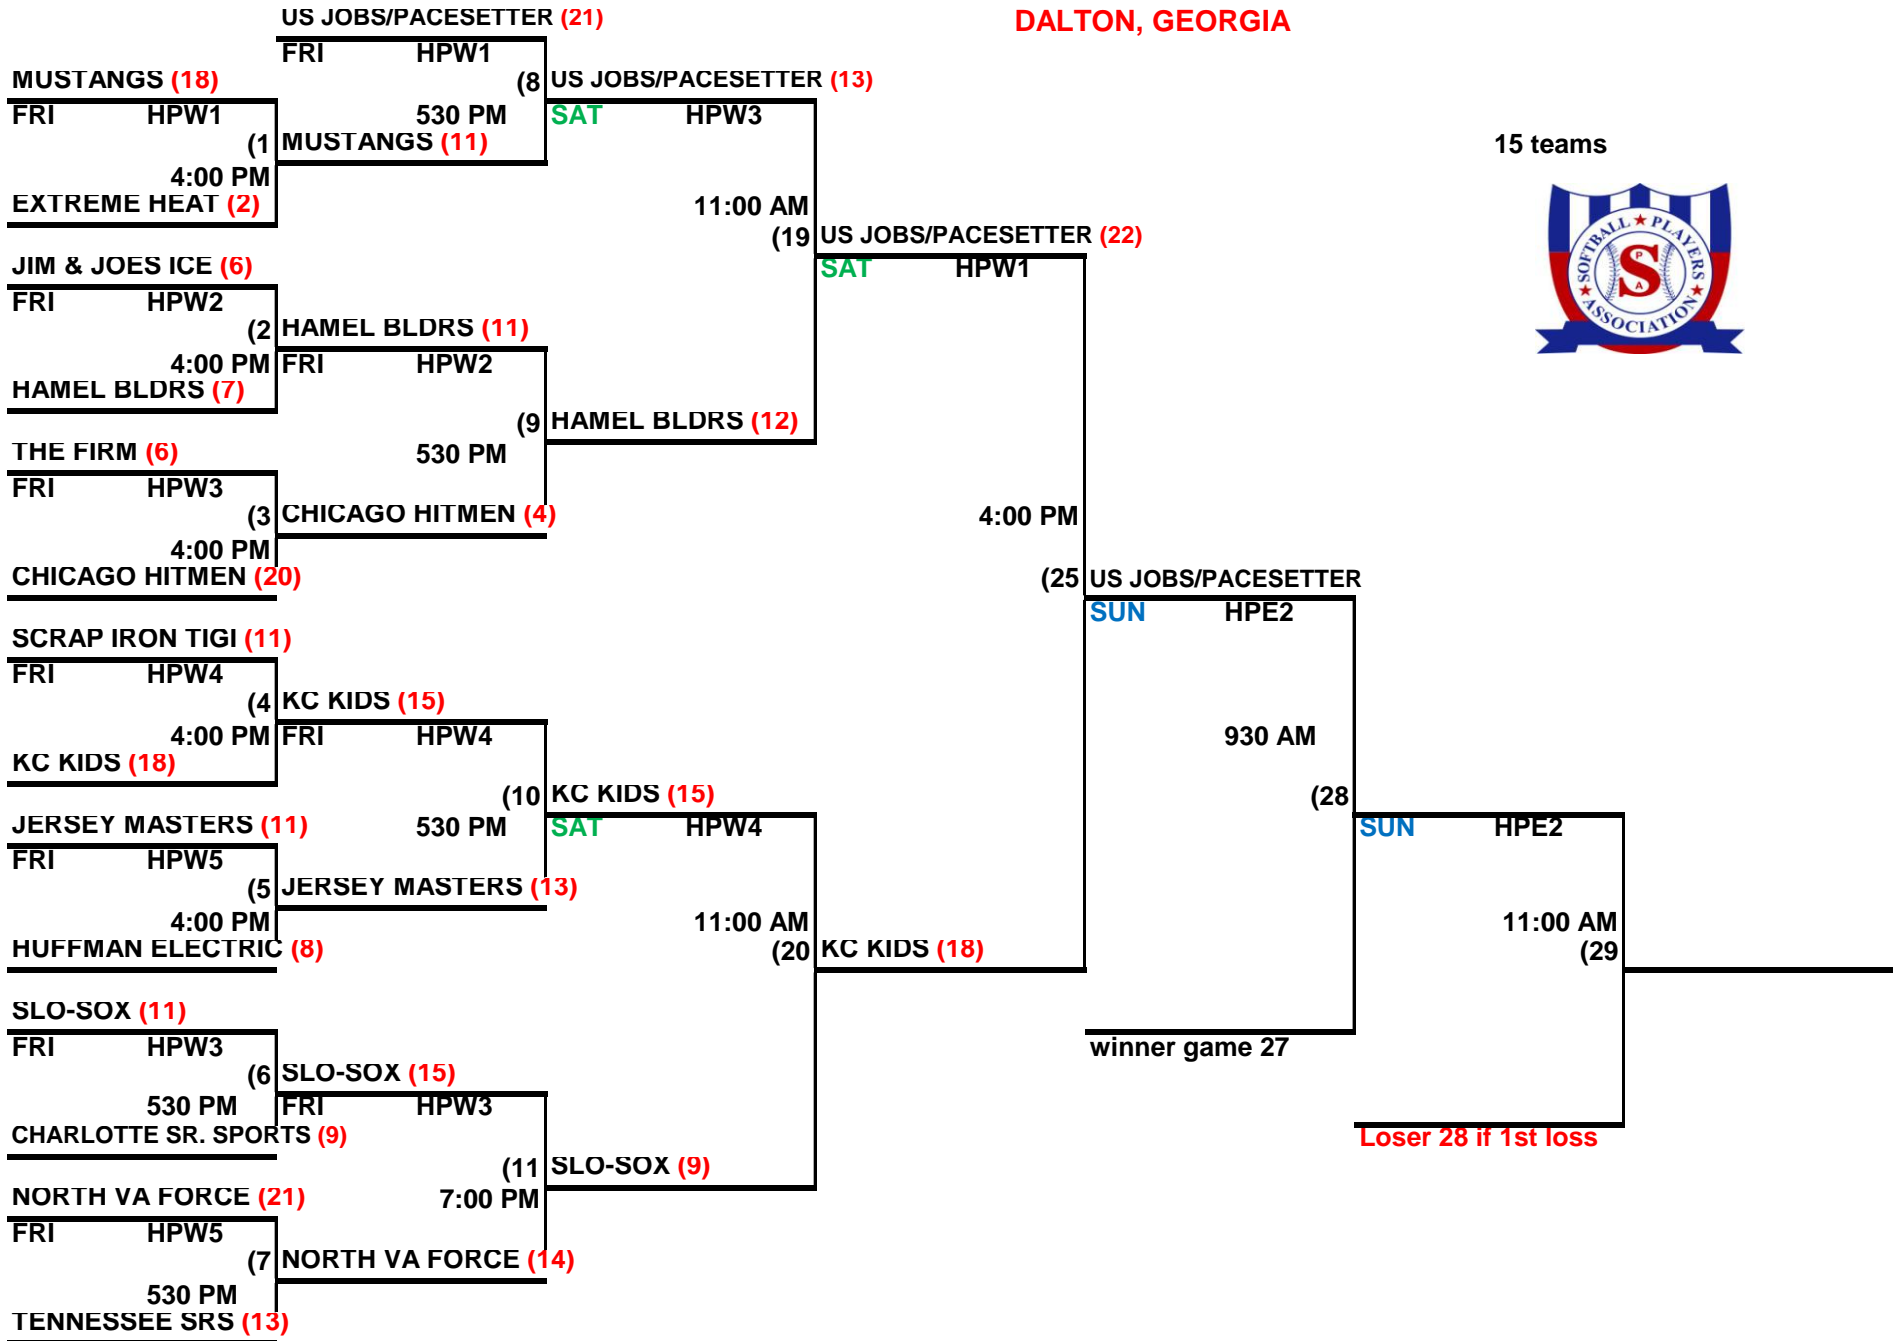 US JOBS/PACESETTER (21)
DALTON, GEORGIA
FRI HPW1
MUSTANGS (18)
(8 US JOBS/PACESETTER (13)
FRI HPW1
530 PM SAT HPW3
(1 MUSTANGS (11)
15 teams
4:00 PM
EXTREME HEAT (2)
11:00 AM
(19 US JOBS/PACESETTER (22)
SOFTBALL ★ PLAYERS ★ ASSOCIATION ★
S
P
A
JIM & JOES ICE (6)
SAT HPW1
FRI HPW2
(2 HAMEL BLDRS (11)
4:00 PM FRI HPW2
HAMEL BLDRS (7)
(9 HAMEL BLDRS (12)
THE FIRM (6)
530 PM
FRI HPW3
(3 CHICAGO HITMEN (4)
4:00 PM
4:00 PM
CHICAGO HITMEN (20)
(25 US JOBS/PACESETTER
SUN HPE2
SCRAP IRON TIGI (11)
FRI HPW4
(4 KC KIDS (15)
4:00 PM FRI HPW4
930 AM
KC KIDS (18)
(10 KC KIDS (15)
(28
JERSEY MASTERS (11)
530 PM SAT HPW4
SUN HPE2
FRI HPW5
(5 JERSEY MASTERS (13)
4:00 PM
11:00 AM
11:00 AM
HUFFMAN ELECTRIC (8)
(20 KC KIDS (18)
(29
SLO-SOX (11)
FRI HPW3
winner game 27
(6 SLO-SOX (15)
530 PM FRI HPW3
CHARLOTTE SR. SPORTS (9)
Loser 28 if 1st loss
(11 SLO-SOX (9)
NORTH VA FORCE (21)
7:00 PM
FRI HPW5
(7 NORTH VA FORCE (14)
530 PM
TENNESSEE SRS (13)